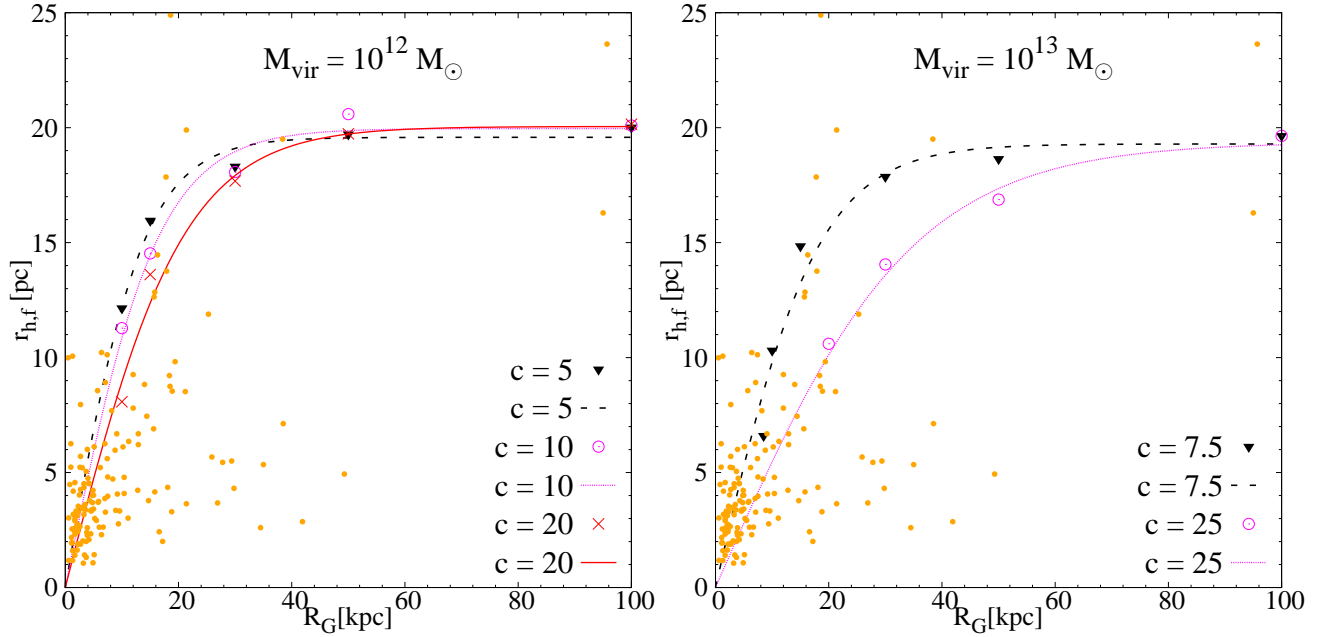 M_vir = 10^12 M_⊙
25
20
15
10
5
0
r_h,f [pc]
c = 5
c = 5
c = 10
c = 10
c = 20
c = 20
0 20 40 60 80 100
R_G[kpc]
M_vir = 10^13 M_⊙
25
20
15
10
5
0
r_h,f [pc]
c = 7.5
c = 7.5
c = 25
c = 25
0 20 40 60 80 100
R_G[kpc]